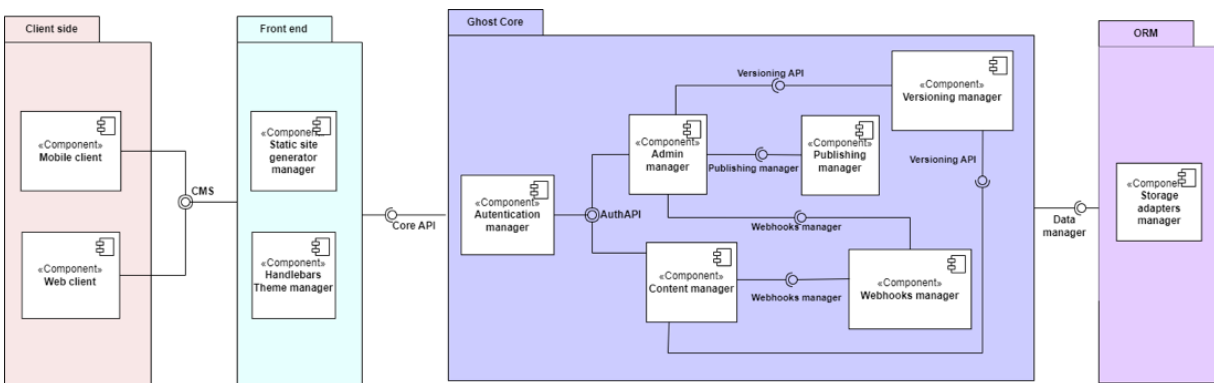 Client side
«Component»
Mobile client
«Component»
Web client
CMS
Front end
«Component»
Static site
generator
manager
«Component»
Handlebars
Theme manager
Core API
Ghost Core
«Component»
Autentication
manager
AuthAPI
«Component»
Admin
manager
Versioning API
«Component»
Versioning manager
Publishing manager
«Component»
Publishing
manager
Versioning API
Webhooks manager
«Component»
Content manager
Webhooks manager
«Component»
Webhooks manager
Data
manager
ORM
«Component»
Storage
adapters
manager